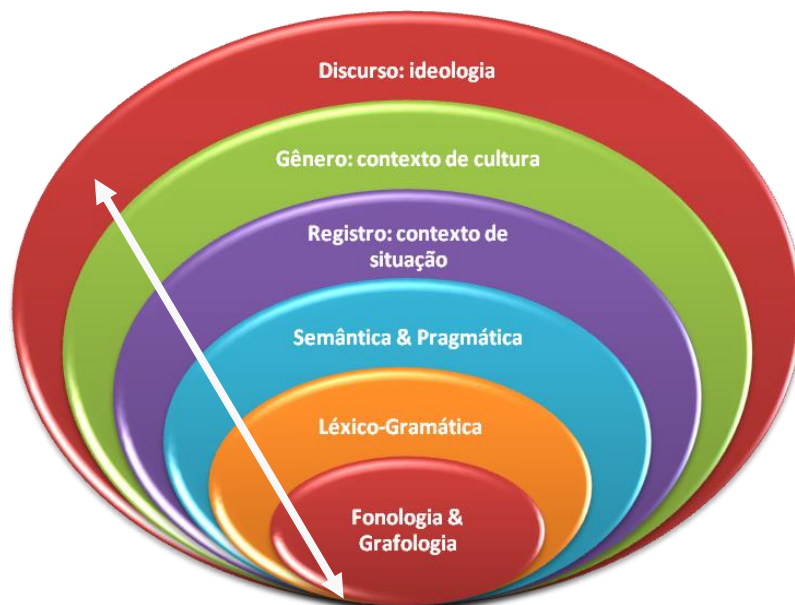 Discurso: ideologia
Gênero: contexto de cultura
Registro: contexto de
situação
Semântica & Pragmática
Léxico-Gramática
Fonologia &
Grafologia